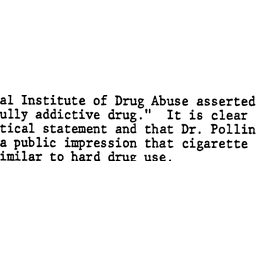 al Institute of Drug Abuse asserted
ully addictive drug." It is clear
tical statement and that Dr. Pollin
a public impression that cigarette
imilar to hard drug use.